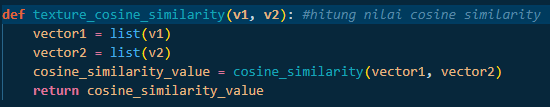 def texture_cosine_similarity(v1, v2): #hitung nilai cosine similarity
    vector1 = list(v1)
    vector2 = list(v2)
    cosine_similarity_value = cosine_similarity(vector1, vector2)
    return cosine_similarity_value